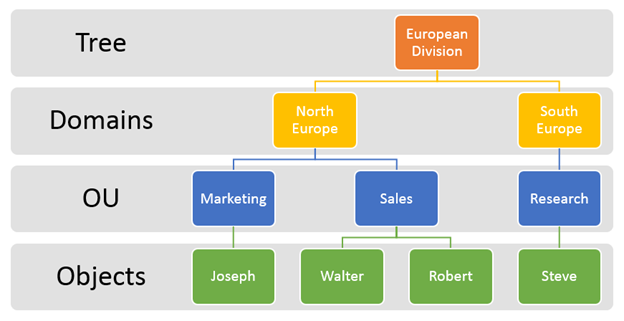 Tree
European
Division
Domains
North
Europe
South
Europe
OU
Marketing
Sales
Research
Objects
Joseph
Walter
Robert
Steve